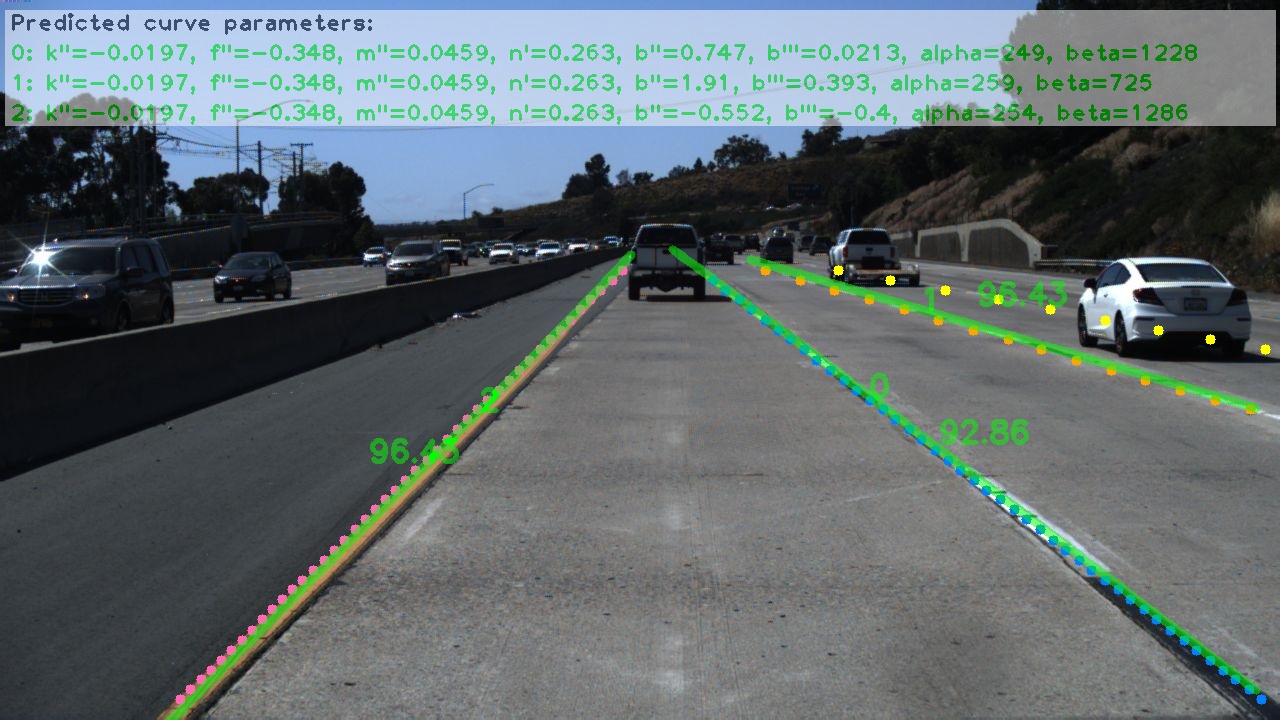 Predicted curve parameters:
0: k''=-0.0197, f''=-0.348, m''=0.0459, n'=0.263, b''=0.747, b'''=0.0213, alpha=249, beta=1228
1: k''=-0.0197, f''=-0.348, m''=0.0459, n'=0.263, b''=1.91, b'''=0.393, alpha=259, beta=725
2: k''=-0.0197, f''=-0.348, m''=0.0459, n'=0.263, b''=-0.552, b'''=-0.4, alpha=254, beta=1286
1 96.43
2 0
96.43 92.86